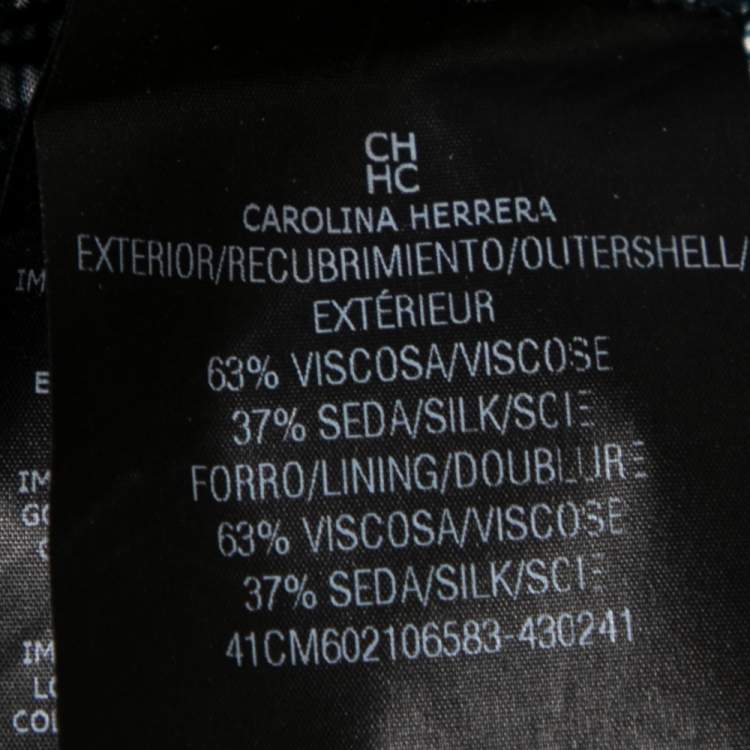 CH
HC
CAROLINA HERRERA
EXTERIOR/RECUBRIMIENTO/OUTERSHELL/
EXTÉRIEUR
63% VISCOSA/VISCOSE
37% SEDA/SILK/SOIE
FORRO/LINING/DOUBLURE
63% VISCOSA/VISCOSE
37% SEDA/SILK/SOIE
41CM602106583-430241